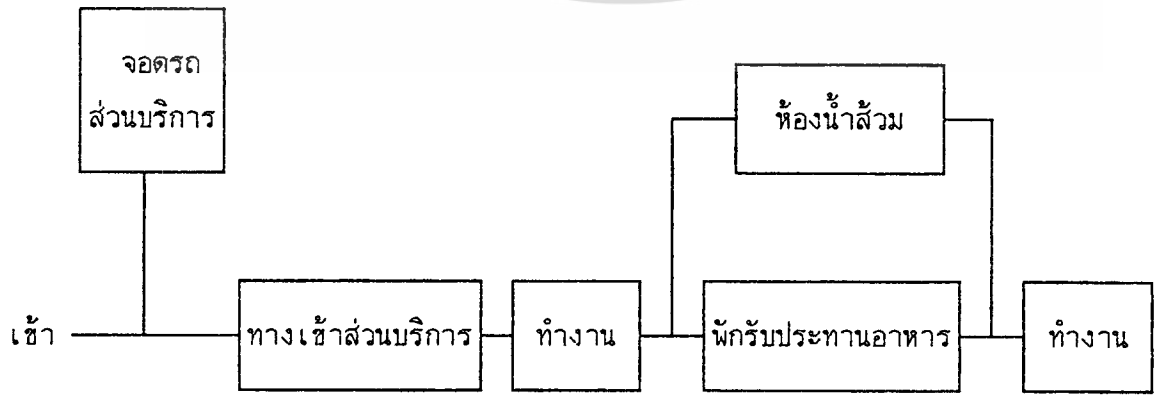 จอดรถ
ส่วนบริการ
ห้องน้ำส้วม
เข้า
ทางเข้าส่วนบริการ
ทำงาน
พักรับประทานอาหาร
ทำงาน